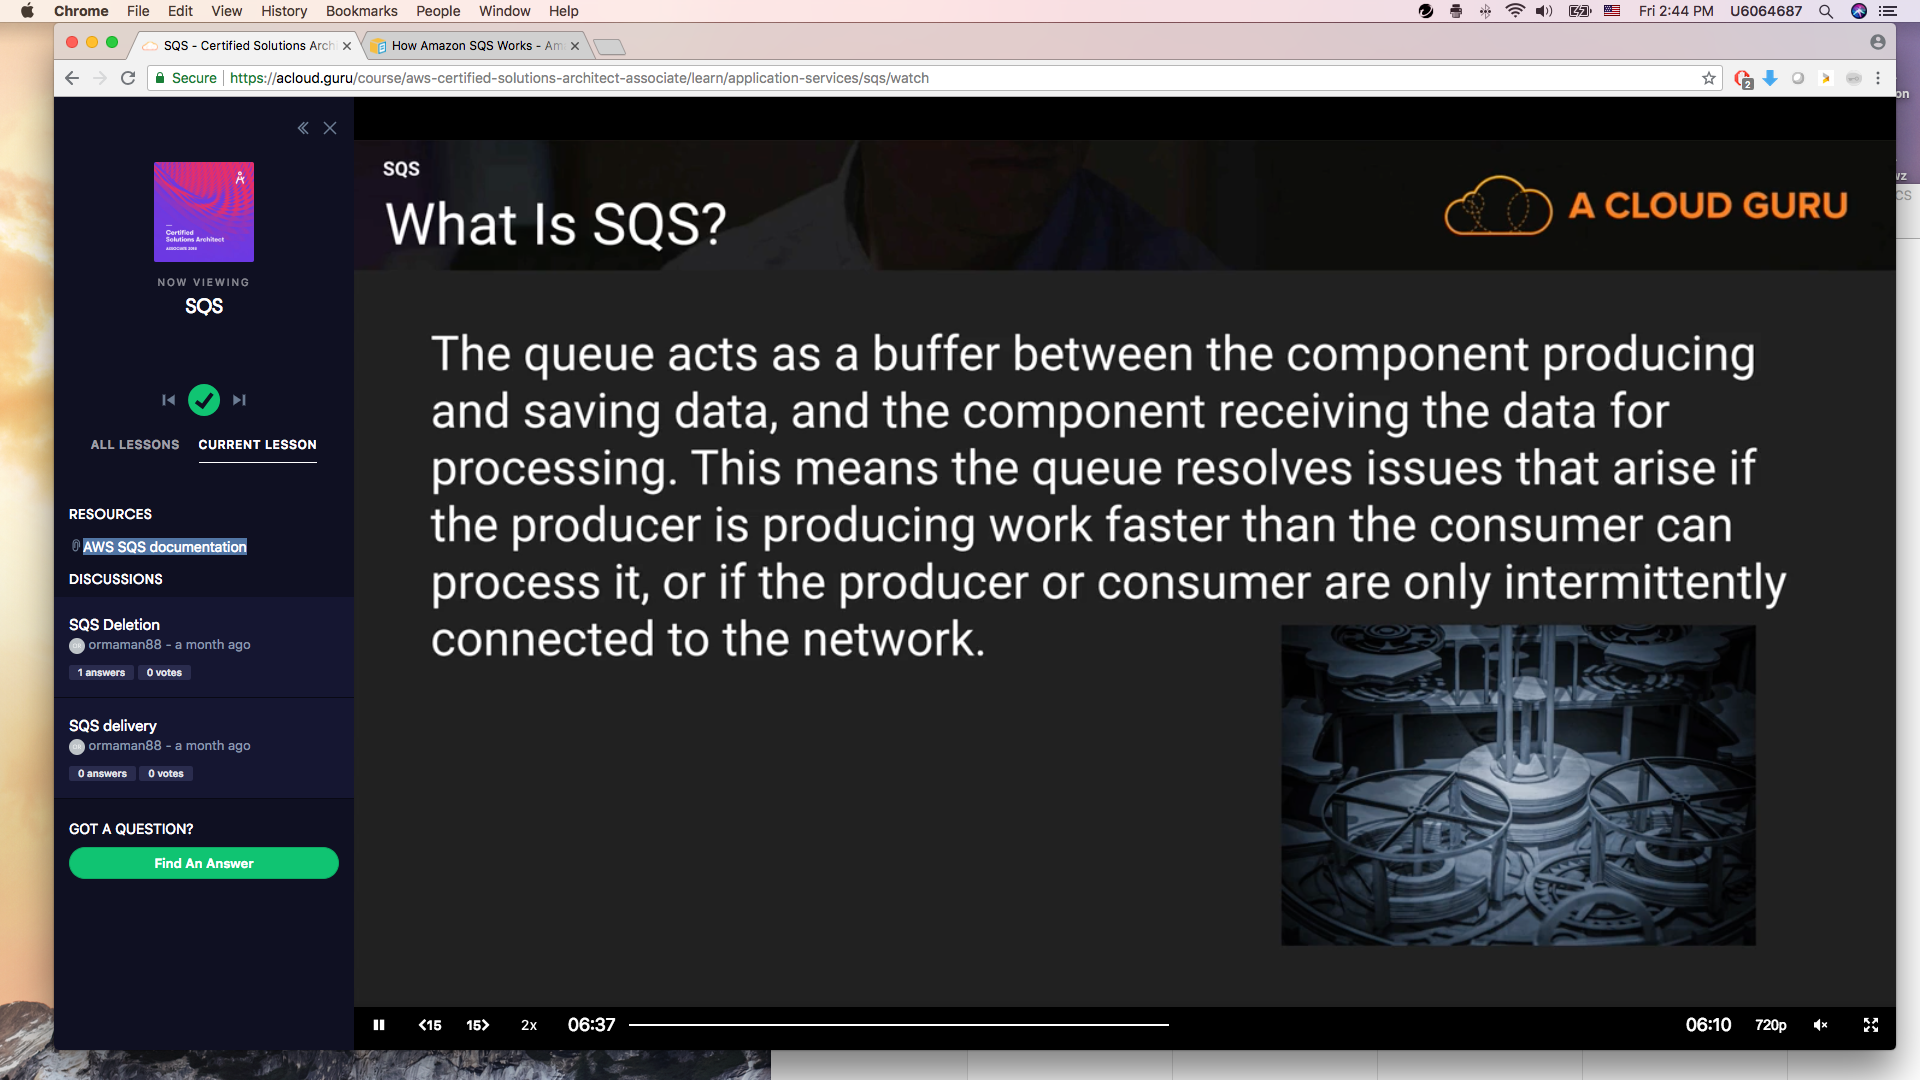 Chrome File Edit View History Bookmarks People Window Help Fri 2:44 PM U6064687
SQS - Certified Solutions Arch
How Amazon SQS Works - Am
Secure https://acloud.guru/course/aws-certified-solutions-architect-associate/learn/application-services/sqs/watch
2
on
Certified
Solutions Architect
NOW VIEWING
SQS
ALL LESSONS CURRENT LESSON
RESOURCES
AWS SQS documentation
DISCUSSIONS
SQS Deletion
ormaman88 - a month ago
1 answers 0 votes
SQS delivery
ormaman88 - a month ago
0 answers 0 votes
GOT A QUESTION?
Find An Answer
SQS
What Is SQS?
A CLOUD GURU
The queue acts as a buffer between the component producing
and saving data, and the component receiving the data for
processing. This means the queue resolves issues that arise if
the producer is producing work faster than the consumer can
process it, or if the producer or consumer are only intermittently
connected to the network.
<15 15> 2x 06:37 06:10 720p